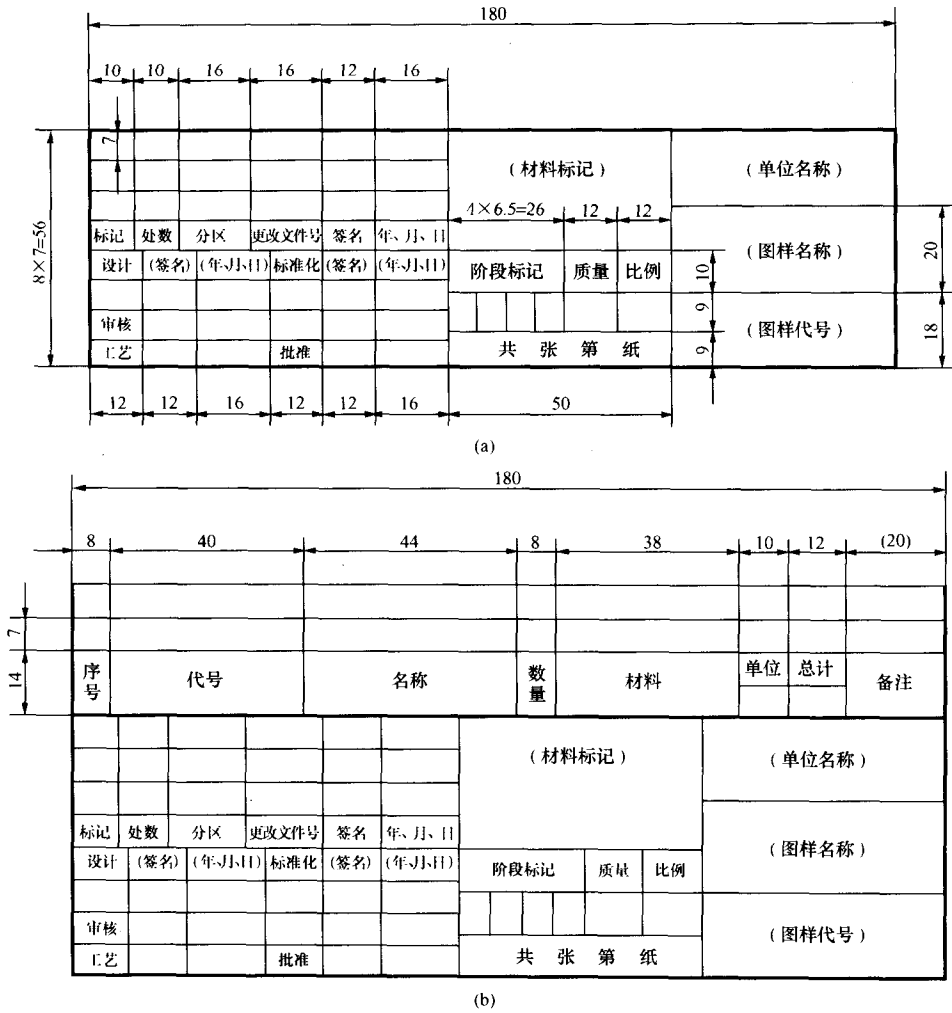 180
10 10 16 16 12 16
7
(材料标记) (单位名称)
4×6.5=26 12 12
8×7=56
标记 处数 分区 更改文件号 签名 年、月、日
20
设计 (签名) (年、月、日) 标准化 (签名) (年、月、日) 阶段标记 质量 比例 10 (图样名称)
9
审核 18
(图样代号)
工艺 批准 共 张 第 纸 9
12 12 16 12 12 16 50
(a)
180
8 40 44 8 38 10 12 (20)
7
14
序号 代号 名称 数量 材料 单位 总计 备注
(材料标记) (单位名称)
标记 处数 分区 更改文件号 签名 年、月、日
(图样名称)
设计 (签名) (年、月、日) 标准化 (签名) (年、月、日) 阶段标记 质量 比例
审核
(图样代号)
工艺 批准 共 张 第 纸
(b)